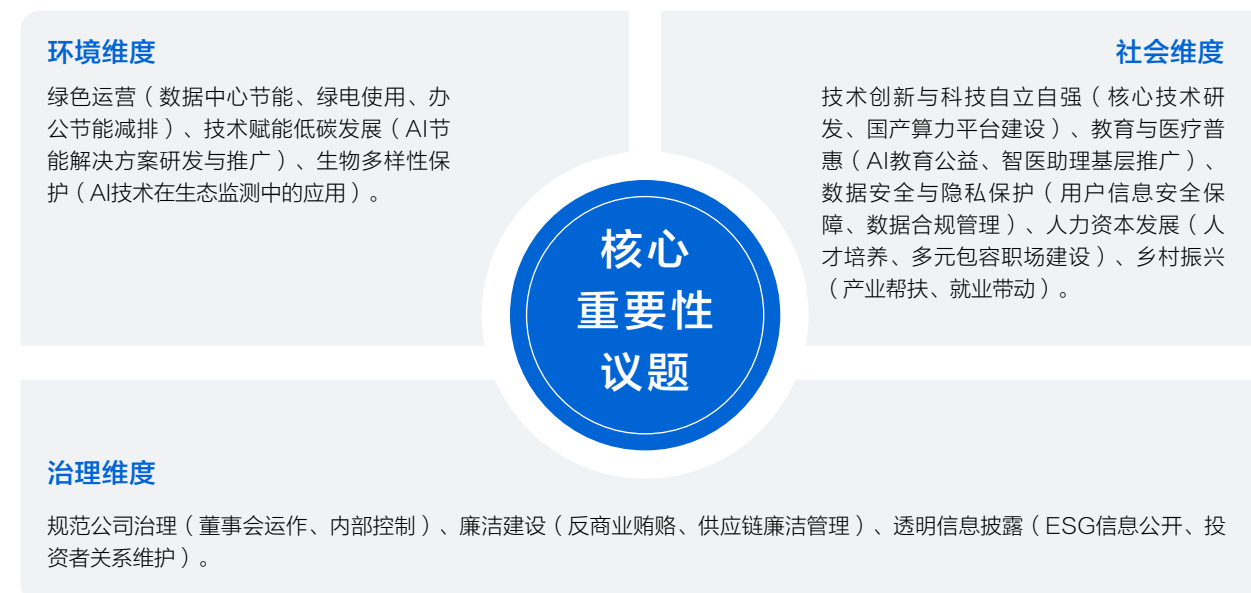 环境维度
绿色运营（数据中心节能、绿电使用、办
公节能减排）、技术赋能低碳发展（AI节
能解决方案研发与推广）、生物多样性保
护（AI技术在生态监测中的应用）。
社会维度
技术创新与科技自立自强（核心技术研
发、国产算力平台建设）、教育与医疗普
惠（AI教育公益、智医助理基层推广）、
数据安全与隐私保护（用户信息安全保
障、数据合规管理）、人力资本发展（人
才培养、多元包容职场建设）、乡村振兴
（产业帮扶、就业带动）。
核心
重要性
议题
治理维度
规范公司治理（董事会运作、内部控制）、廉洁建设（反商业贿赂、供应链廉洁管理）、透明信息披露（ESG信息公开、投
资者关系维护）。